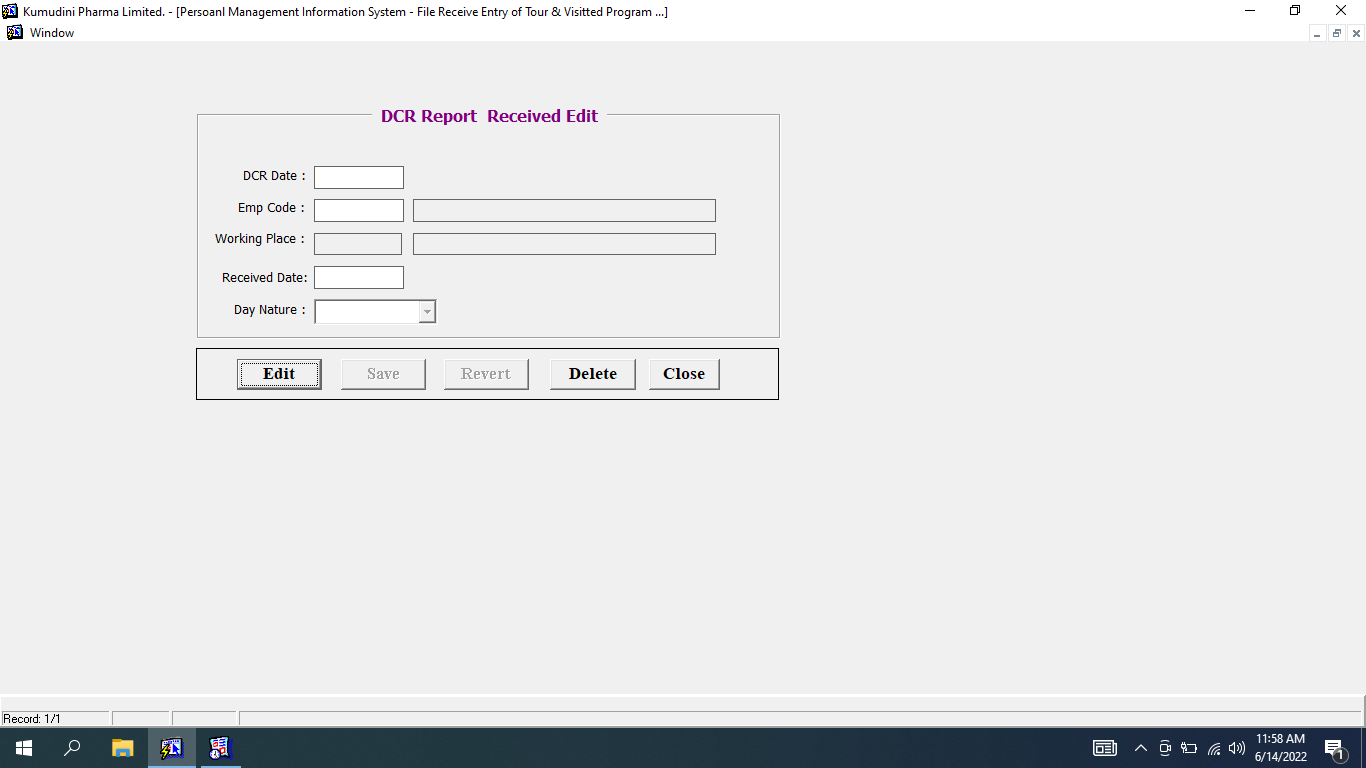 Kumudini Pharma Limited. - [Persoanl Management Information System - File Receive Entry of Tour & Visitted Program ...]
Window
DCR Report  Received Edit
DCR Date :
Emp Code :
Working Place :
Received Date:
Day Nature :
Edit Save Revert Delete Close
Record: 1/1
11:58 AM
6/14/2022
1